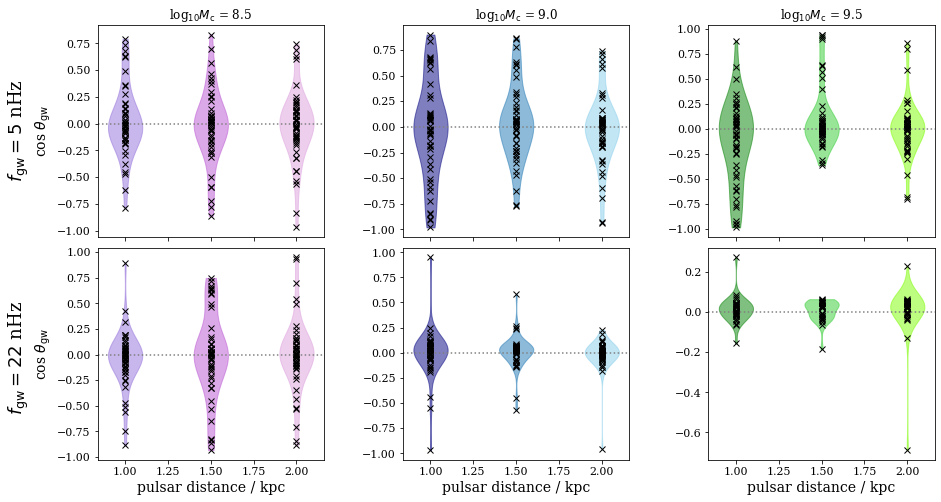 log₁₀M_c = 8.5 log₁₀M_c = 9.0 log₁₀M_c = 9.5
f_gw = 5 nHz
cos θ_gw
0.75 0.50 0.25 0.00 −0.25 −0.50 −0.75 −1.00
0.75 0.50 0.25 0.00 −0.25 −0.50 −0.75 −1.00
1.00 0.75 0.50 0.25 0.00 −0.25 −0.50 −0.75 −1.00
f_gw = 22 nHz
cos θ_gw
1.00 0.75 0.50 0.25 0.00 −0.25 −0.50 −0.75 −1.00
1.00 0.75 0.50 0.25 0.00 −0.25 −0.50 −0.75 −1.00
0.2 0.0 −0.2 −0.4 −0.6
1.00 1.25 1.50 1.75 2.00 1.00 1.25 1.50 1.75 2.00 1.00 1.25 1.50 1.75 2.00
pulsar distance / kpc pulsar distance / kpc pulsar distance / kpc